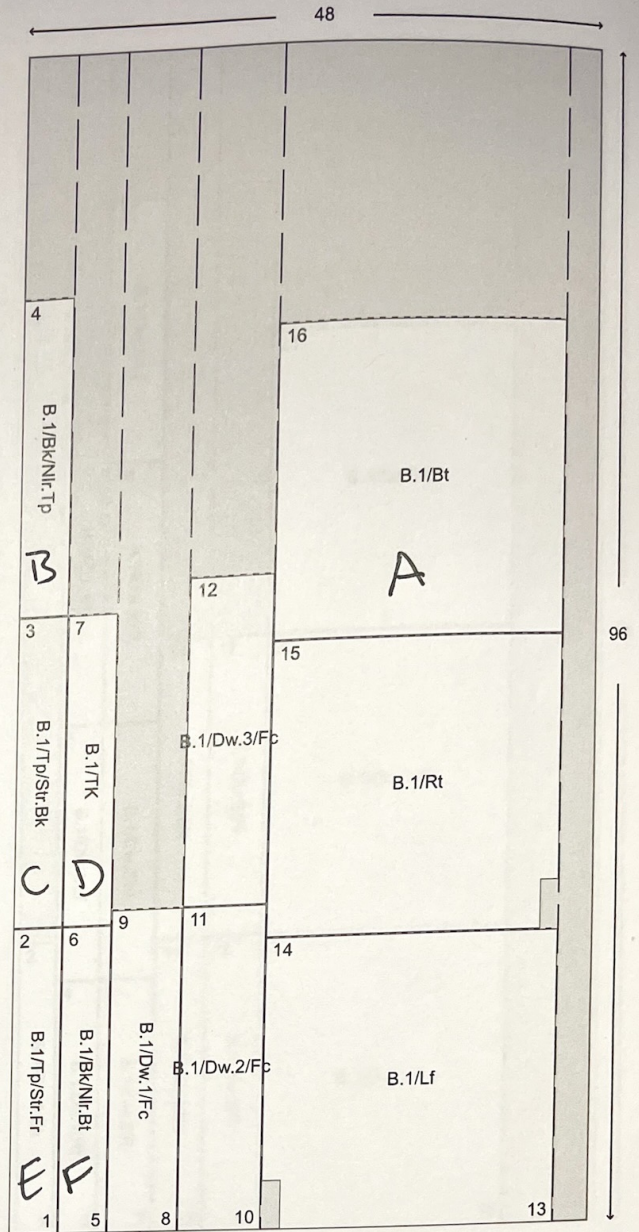 48
96
4
B.1/Bk/Nlr.Tp
B
16
B.1/Bt
A
12
B.1/Dw.3/Fc
3
B.1/Tp/Str.Bk
C
7
B.1/TK
D
15
B.1/Rt
2
B.1/Tp/Str.Fr
E
1
6
B.1/Bk/Nlr.Bt
F
5
9
B.1/Dw.1/Fc
8
11
B.1/Dw.2/Fc
10
14
B.1/Lf
13